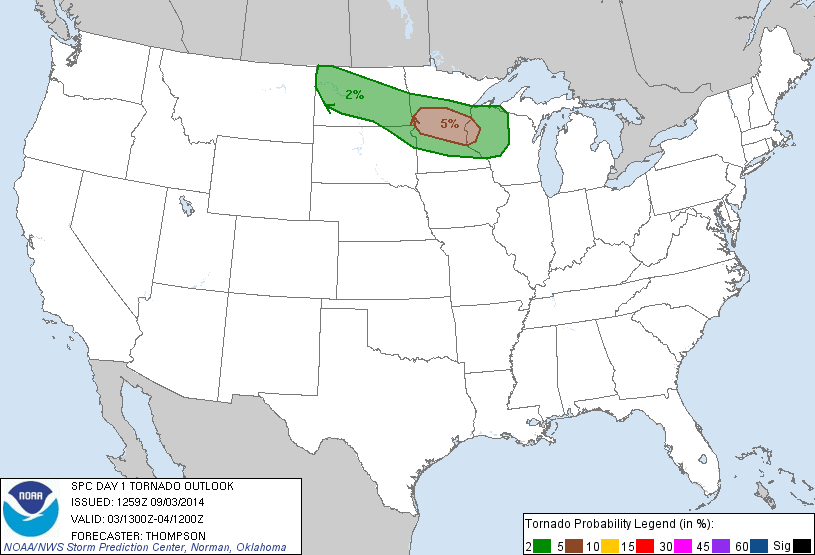 2%
5%
NOAA
SPC DAY 1 TORNADO OUTLOOK
ISSUED: 1259Z 09/03/2014
VALID: 03/1300Z-04/1200Z
FORECASTER: THOMPSON
NOAA/NWS Storm Prediction Center, Norman, Oklahoma
Tornado Probability Legend (in %):
2 5 10 15 30 45 60 Sig